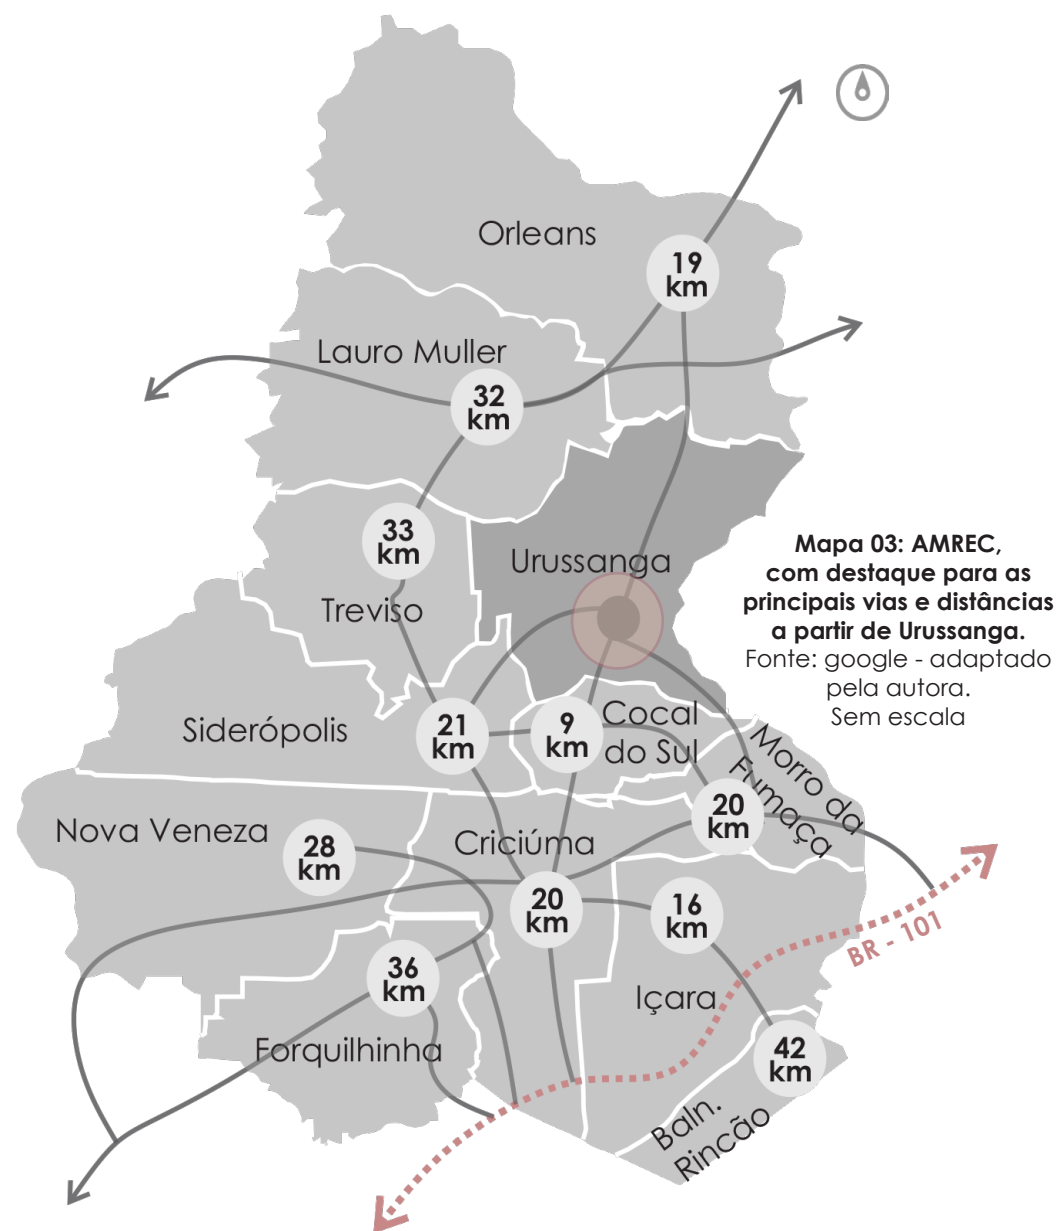 Orleans
19
km
Lauro Muller
32
km
33
km
Treviso
Urussanga
Mapa 03: AMREC,
com destaque para as
principais vias e distâncias
a partir de Urussanga.
Fonte: google - adaptado
pela autora.
Sem escala
Siderópolis
21
km
9
km
Cocal
do Sul
Morro da
Fumaça
20
km
Nova Veneza
28
km
Criciúma
20
km
16
km
BR - 101
36
km
Içara
Forquilhinha
42
km
Baln.
Rincão